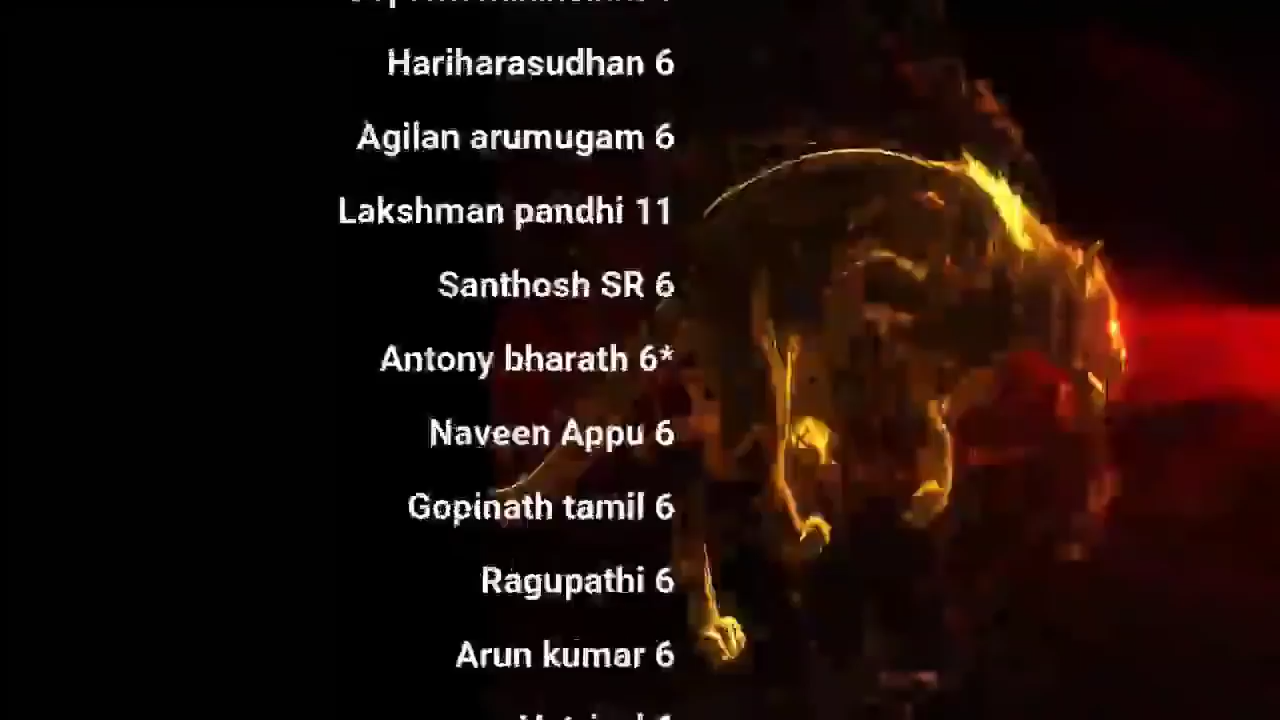 Hariharasudhan 6
Agilan arumugam 6
Lakshman pandhi 11
Santhosh SR 6
Antony bharath 6*
Naveen Appu 6
Gopinath tamil 6
Ragupathi 6
Arun kumar 6